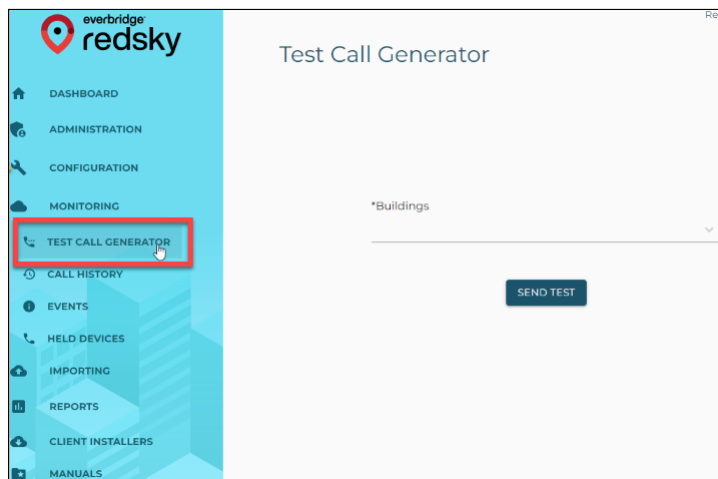 everbridge
redsky
Re
Test Call Generator
DASHBOARD
ADMINISTRATION
CONFIGURATION
MONITORING
TEST CALL GENERATOR
CALL HISTORY
EVENTS
HELD DEVICES
IMPORTING
REPORTS
CLIENT INSTALLERS
MANUALS
*Buildings
SEND TEST